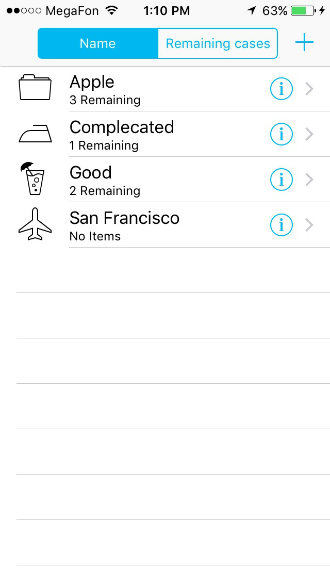 MegaFon 1:10 PM 63%
Name Remaining cases
Apple
3 Remaining
Complecated
1 Remaining
Good
2 Remaining
San Francisco
No Items